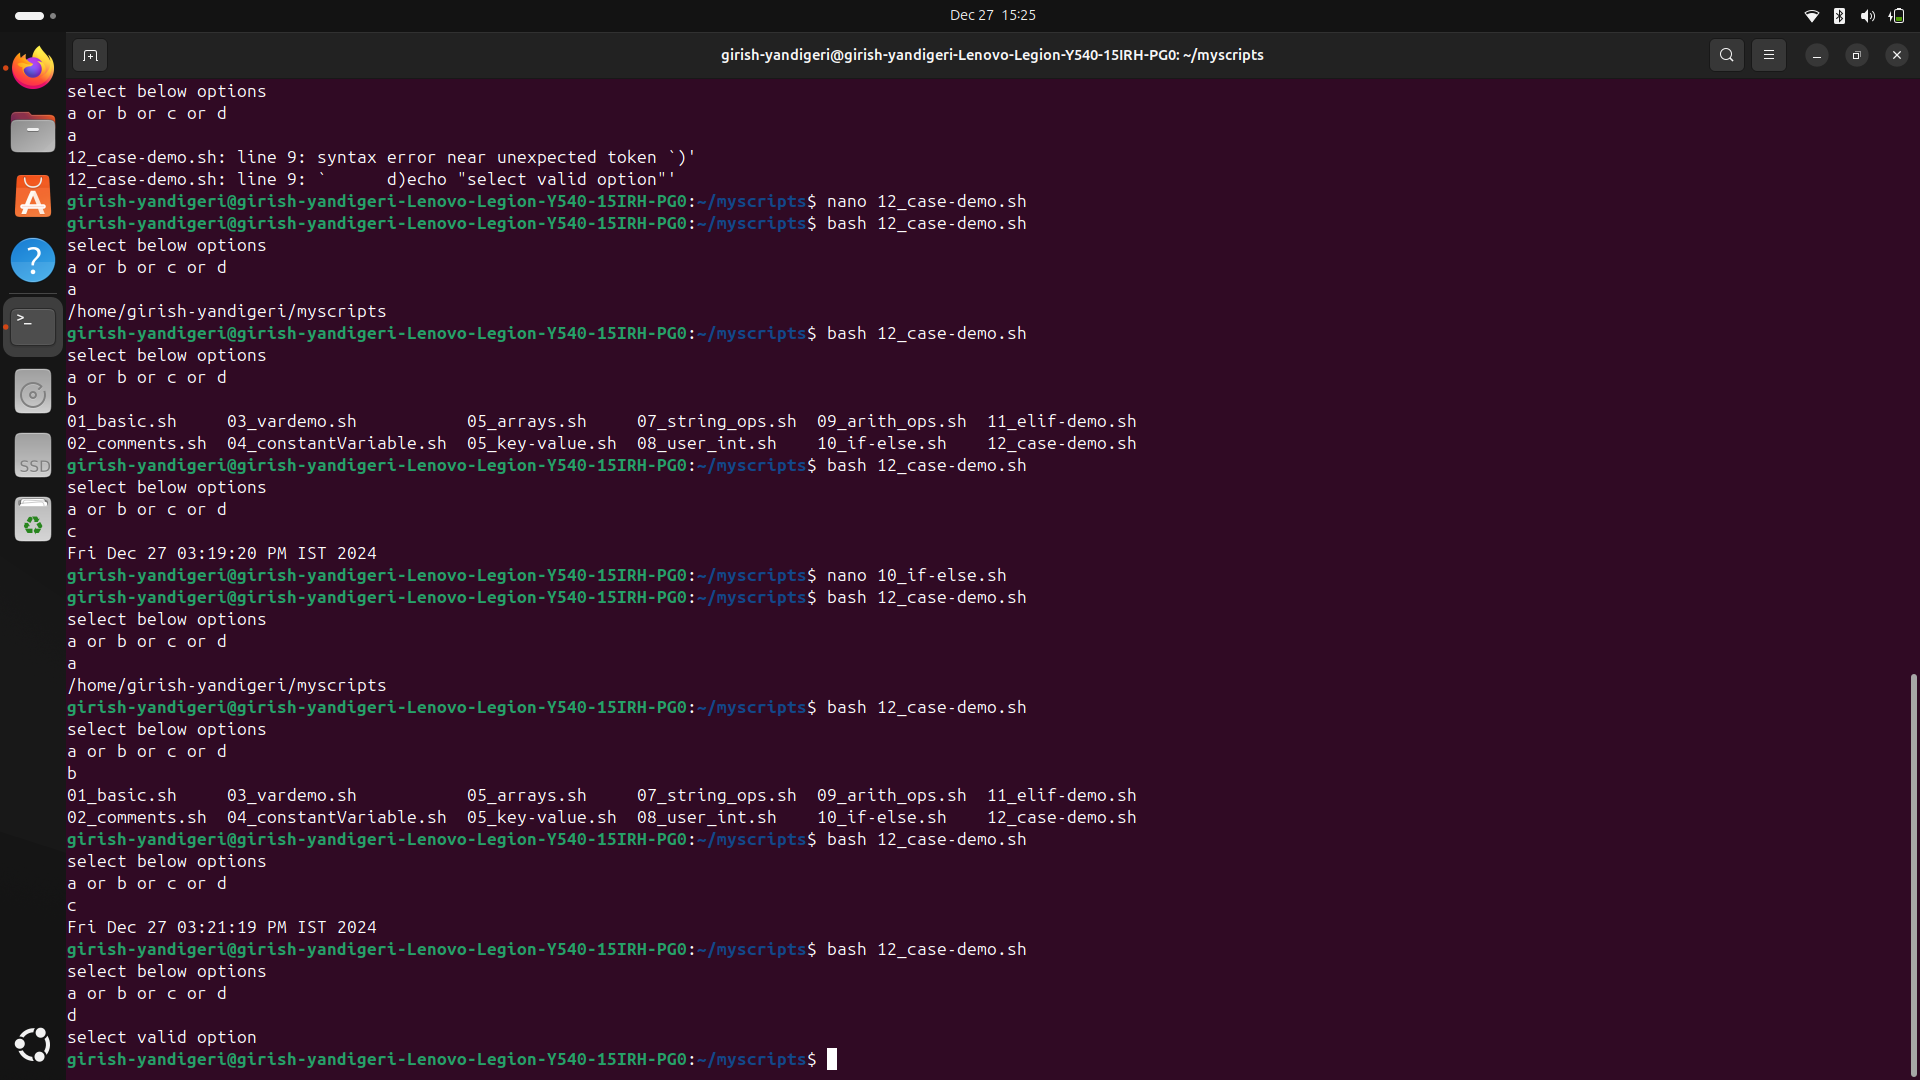 Dec 27 15:25
girish-yandigeri@girish-yandigeri-Lenovo-Legion-Y540-15IRH-PG0: ~/myscripts
select below options
a or b or c or d
a
12_case-demo.sh: line 9: syntax error near unexpected token `)'
12_case-demo.sh: line 9: `      d)echo "select valid option"'
girish-yandigeri@girish-yandigeri-Lenovo-Legion-Y540-15IRH-PG0:~/myscripts$ nano 12_case-demo.sh
girish-yandigeri@girish-yandigeri-Lenovo-Legion-Y540-15IRH-PG0:~/myscripts$ bash 12_case-demo.sh
select below options
a or b or c or d
a
/home/girish-yandigeri/myscripts
girish-yandigeri@girish-yandigeri-Lenovo-Legion-Y540-15IRH-PG0:~/myscripts$ bash 12_case-demo.sh
select below options
a or b or c or d
b
01_basic.sh     03_vardemo.sh           05_arrays.sh     07_string_ops.sh  09_arith_ops.sh  11_elif-demo.sh
02_comments.sh  04_constantVariable.sh  05_key-value.sh  08_user_int.sh    10_if-else.sh    12_case-demo.sh
girish-yandigeri@girish-yandigeri-Lenovo-Legion-Y540-15IRH-PG0:~/myscripts$ bash 12_case-demo.sh
select below options
a or b or c or d
c
Fri Dec 27 03:19:20 PM IST 2024
girish-yandigeri@girish-yandigeri-Lenovo-Legion-Y540-15IRH-PG0:~/myscripts$ nano 10_if-else.sh
girish-yandigeri@girish-yandigeri-Lenovo-Legion-Y540-15IRH-PG0:~/myscripts$ bash 12_case-demo.sh
select below options
a or b or c or d
a
/home/girish-yandigeri/myscripts
girish-yandigeri@girish-yandigeri-Lenovo-Legion-Y540-15IRH-PG0:~/myscripts$ bash 12_case-demo.sh
select below options
a or b or c or d
b
01_basic.sh     03_vardemo.sh           05_arrays.sh     07_string_ops.sh  09_arith_ops.sh  11_elif-demo.sh
02_comments.sh  04_constantVariable.sh  05_key-value.sh  08_user_int.sh    10_if-else.sh    12_case-demo.sh
girish-yandigeri@girish-yandigeri-Lenovo-Legion-Y540-15IRH-PG0:~/myscripts$ bash 12_case-demo.sh
select below options
a or b or c or d
c
Fri Dec 27 03:21:19 PM IST 2024
girish-yandigeri@girish-yandigeri-Lenovo-Legion-Y540-15IRH-PG0:~/myscripts$ bash 12_case-demo.sh
select below options
a or b or c or d
d
select valid option
girish-yandigeri@girish-yandigeri-Lenovo-Legion-Y540-15IRH-PG0:~/myscripts$
?
>_
SSD